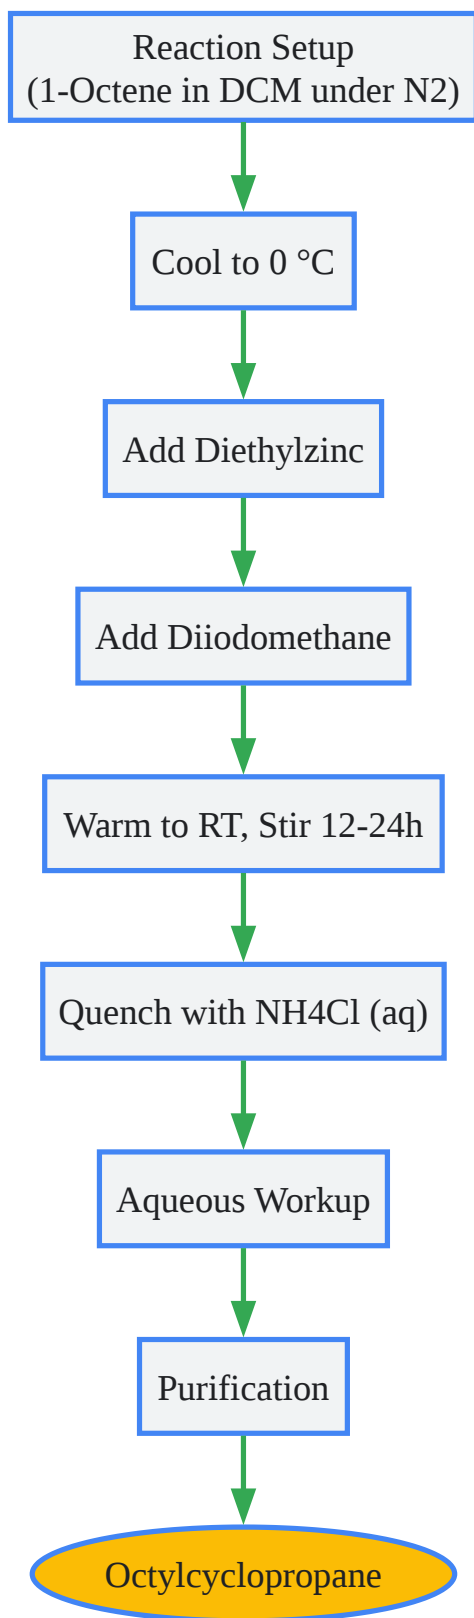 Reaction Setup
(1-Octene in DCM under N2)
Cool to 0 °C
Add Diethylzinc
Add Diiodomethane
Warm to RT, Stir 12-24h
Quench with NH4Cl (aq)
Aqueous Workup
Purification
Octylcyclopropane